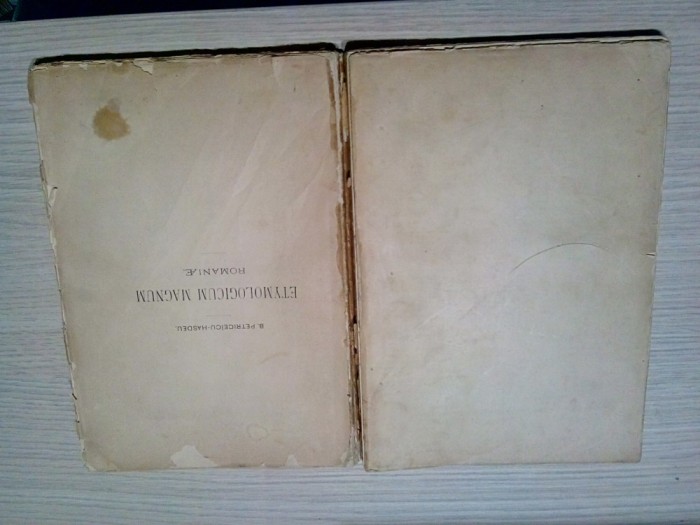 B. PETRICEICU-HASDEU.
ETYMOLOGICUM MAGNUM
ROMANIÆ.